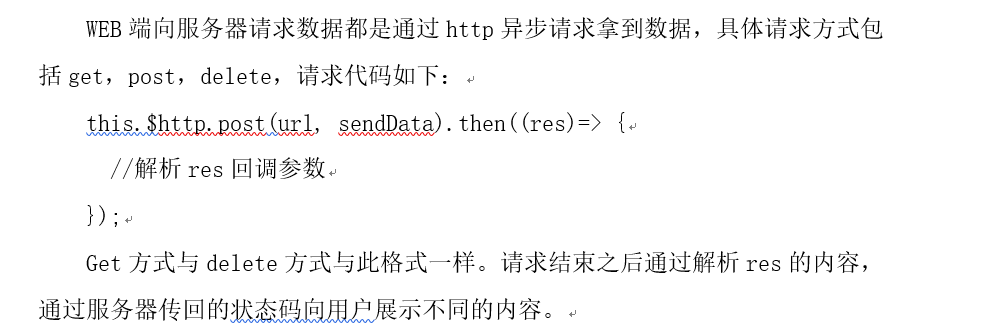 WEB 端向服务器请求数据都是通过 http 异步请求拿到数据，具体请求方式包
括 get，post，delete，请求代码如下：
this.$http.post(url, sendData).then((res)=> {
//解析 res 回调参数
});
Get 方式与 delete 方式与此格式一样。请求结束之后通过解析 res 的内容，
通过服务器传回的状态码向用户展示不同的内容。